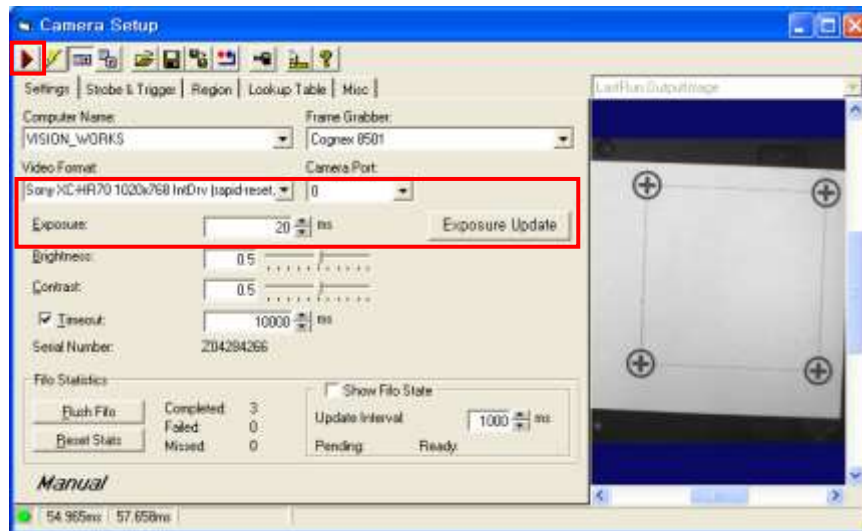 Camera Setup
Settings Strobe & Trigger Region Lookup Table Misc
LastRun.OutputImage
Computer Name: Frame Grabber:
VISION_WORKS Cognex 8501
Video Format: Camera Port:
Sony XC-HR70 1020x768 IntDrv (rapid-reset, 0
Exposure: 20 ms Exposure Update
Brightness: 0.5
Contrast: 0.5
Timeout: 10000 ms
Serial Number: Z04284266
Fifo Statistics
Show Fifo State
Flush Fifo Completed: 3
Update Interval: 1000 ms
Failed: 0
Reset Stats Missed: 0
Pending: Ready:
Manual
54.965ms 57.658ms